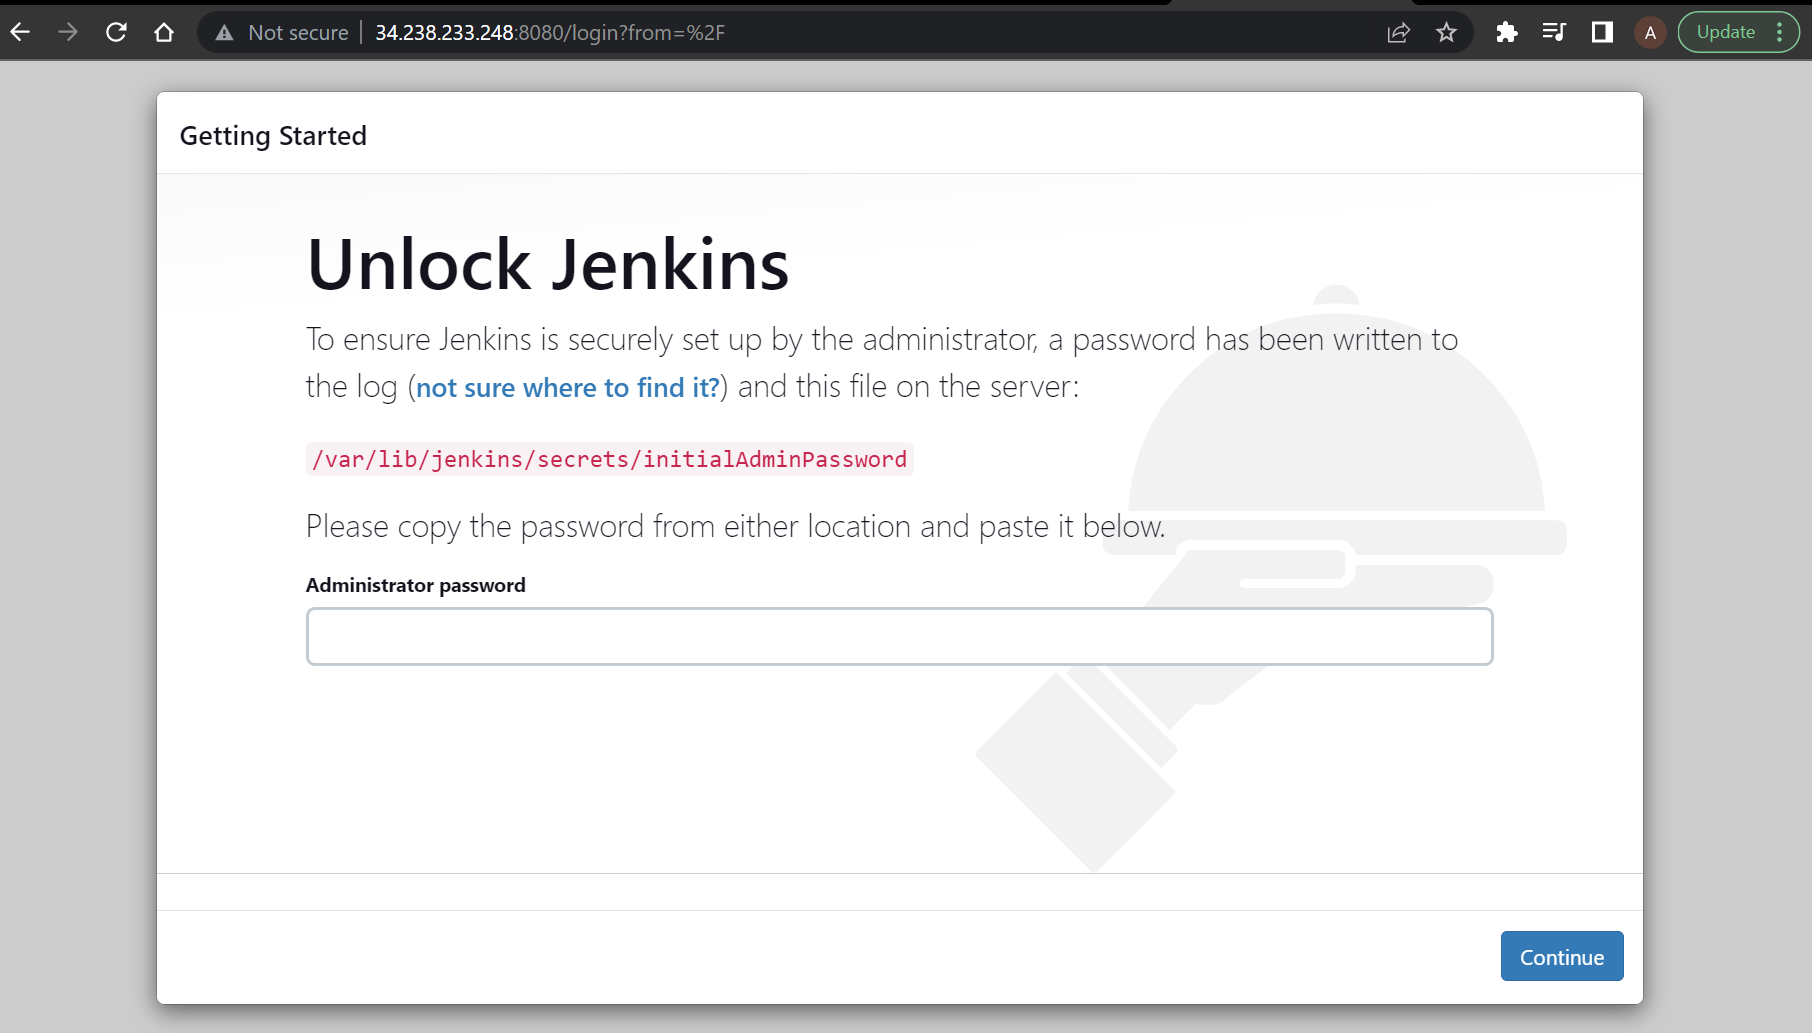 Not secure 34.238.233.248:8080/login?from=%2F A Update
Getting Started
Unlock Jenkins
To ensure Jenkins is securely set up by the administrator, a password has been written to
the log (not sure where to find it?) and this file on the server:
/var/lib/jenkins/secrets/initialAdminPassword
Please copy the password from either location and paste it below.
Administrator password
Continue